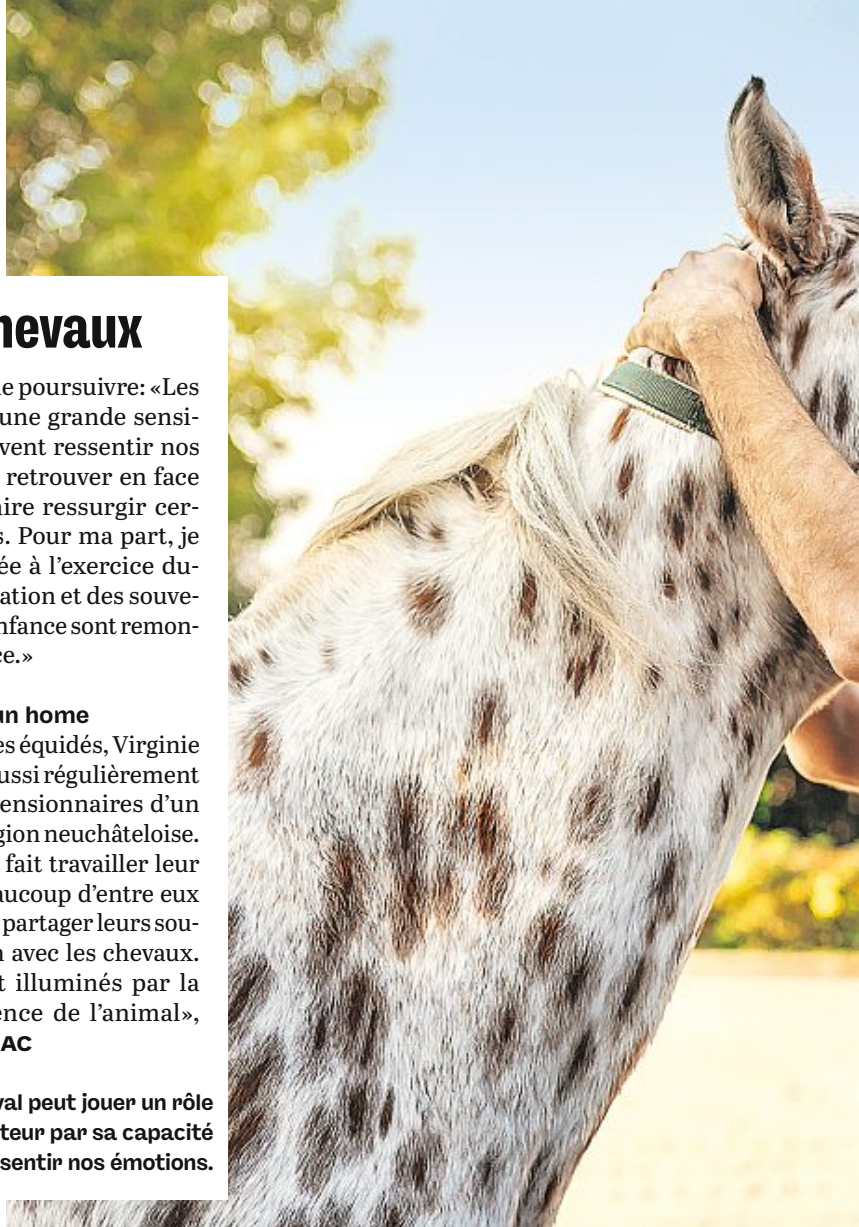 hevaux
e poursuivre: «Les
une grande sensi-
vent ressentir nos
retrouver en face
ire ressurgir cer-
s. Pour ma part, je
ée à l’exercice du-
ation et des souve-
nfance sont remon-
ce.»
un home
es équidés, Virginie
ussi régulièrement
ensionnaires d’un
gion neuchâteloise.
fait travailler leur
aucoup d’entre eux
partager leurs sou-
n avec les chevaux.
t illuminés par la
ence de l’animal»,
AC
val peut jouer un rôle
teur par sa capacité
sentir nos émotions.